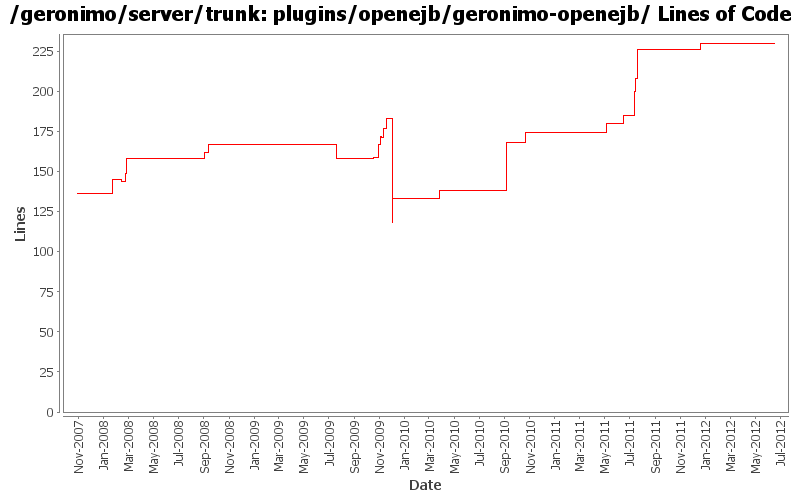 /geronimo/server/trunk: plugins/openejb/geronimo-openejb/ Lines of Code
225
200
175
150
125
100
75
50
25
0
Lines
Nov-2007
Jan-2008
Mar-2008
May-2008
Jul-2008
Sep-2008
Nov-2008
Jan-2009
Mar-2009
May-2009
Jul-2009
Sep-2009
Nov-2009
Jan-2010
Mar-2010
May-2010
Jul-2010
Sep-2010
Nov-2010
Jan-2011
Mar-2011
May-2011
Jul-2011
Sep-2011
Nov-2011
Jan-2012
Mar-2012
May-2012
Jul-2012
Date